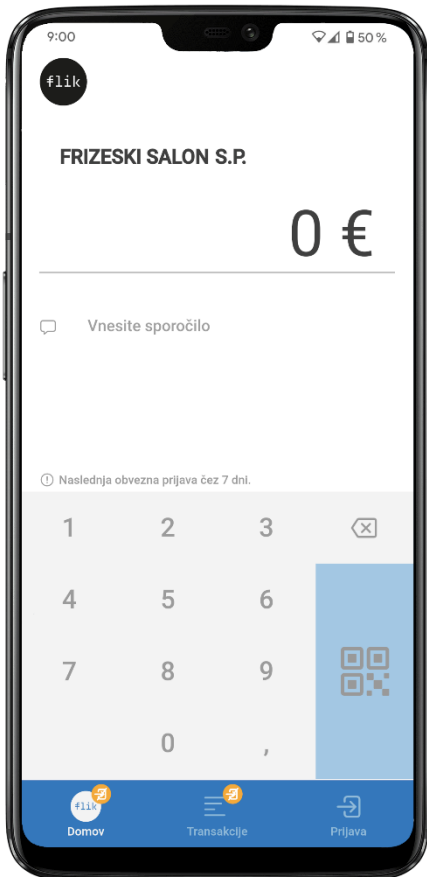 9:00
50 %
flik
FRIZESKI SALON S.P.
0 €
Vnesite sporočilo
Naslednja obvezna prijava čez 7 dni.
1 2 3
4 5 6
7 8 9
0 ,
flik
Domov Transakcije Prijava